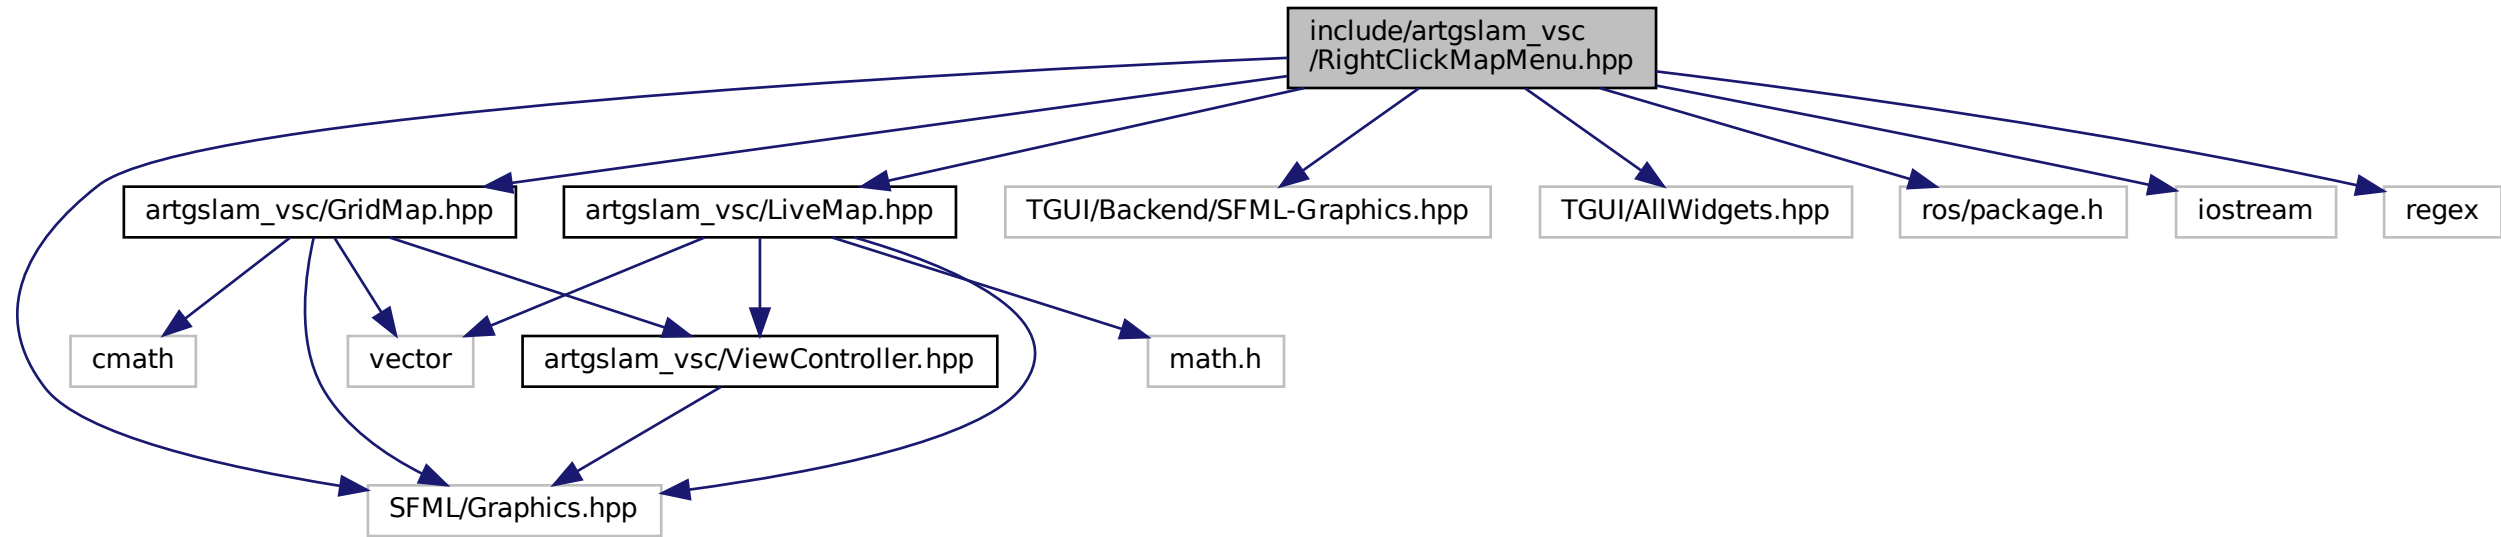 include/artgslam_vsc
/RightClickMapMenu.hpp
artgslam_vsc/GridMap.hpp
artgslam_vsc/LiveMap.hpp
TGUI/Backend/SFML-Graphics.hpp
TGUI/AllWidgets.hpp
ros/package.h
iostream
regex
cmath
vector
artgslam_vsc/ViewController.hpp
math.h
SFML/Graphics.hpp